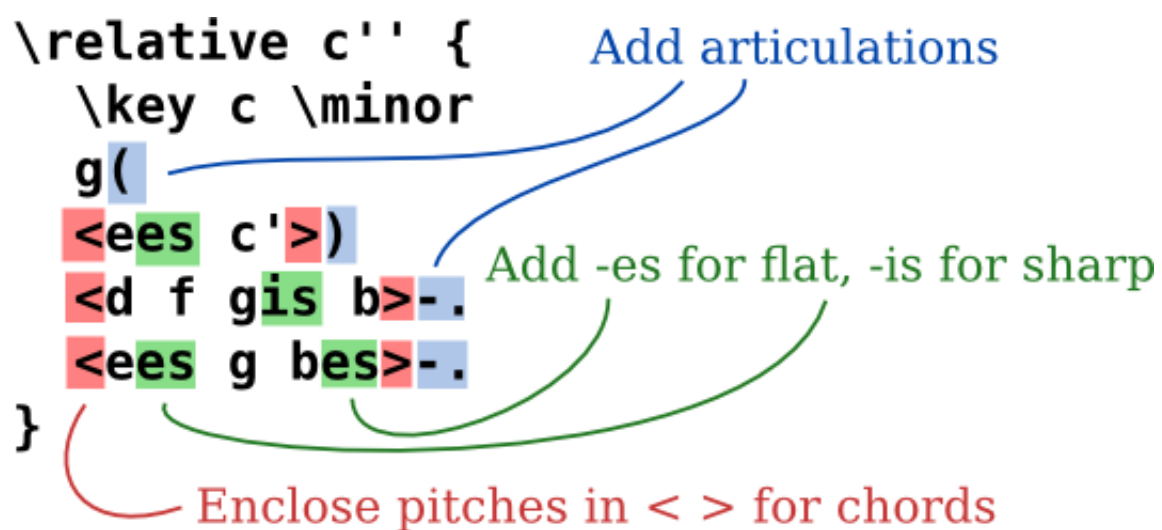 \relative c'' {
Add articulations
\key c \minor
g(
<ees c'>)
Add -es for flat, -is for sharp
<d f gis b>-.
<ees g bes>-.
}
Enclose pitches in < > for chords